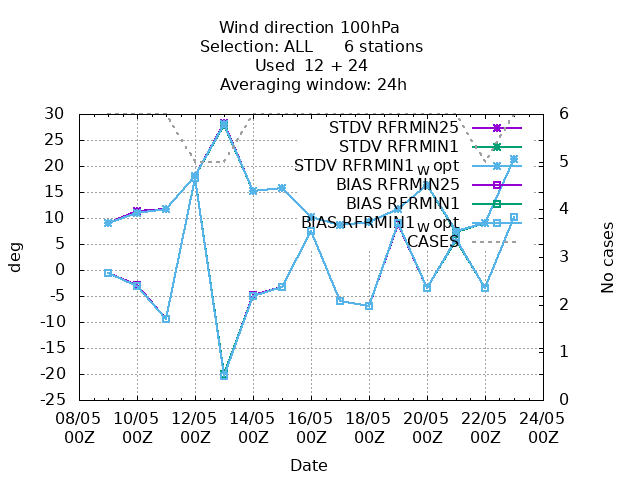 Wind direction 100hPa
Selection: ALL 6 stations
Used 12 + 24
Averaging window: 24h
30 6
STDV RFRMIN25
25
STDV RFRMIN1
20 5
STDV RFRMIN1w opt
15
BIAS RFRMIN25
10 4
BIAS RFRMIN1
5
BIAS RFRMIN1w opt
CASES
0 3
-5
-10 2
-15 1
-20
-25 0
deg
No cases
08/05 10/05 12/05 14/05 16/05 18/05 20/05 22/05 24/05
00Z 00Z 00Z 00Z 00Z 00Z 00Z 00Z 00Z
Date